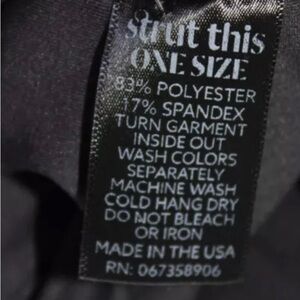 strut this
ONE SIZE
83% POLYESTER
17% SPANDEX
TURN GARMENT
INSIDE OUT
WASH COLORS
SEPARATELY
MACHINE WASH
COLD HANG DRY
DO NOT BLEACH
OR IRON
MADE IN THE USA
RN: 067358906